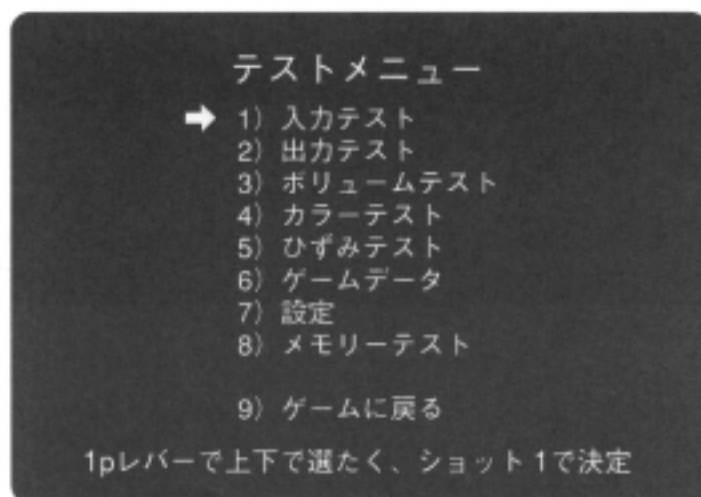 テストメニュー
1) 入力テスト
2) 出力テスト
3) ボリュームテスト
4) カラーテスト
5) ひずみテスト
6) ゲームデータ
7) 設定
8) メモリーテスト
9) ゲームに戻る
1pレバーで上下で選たく、ショット1で決定